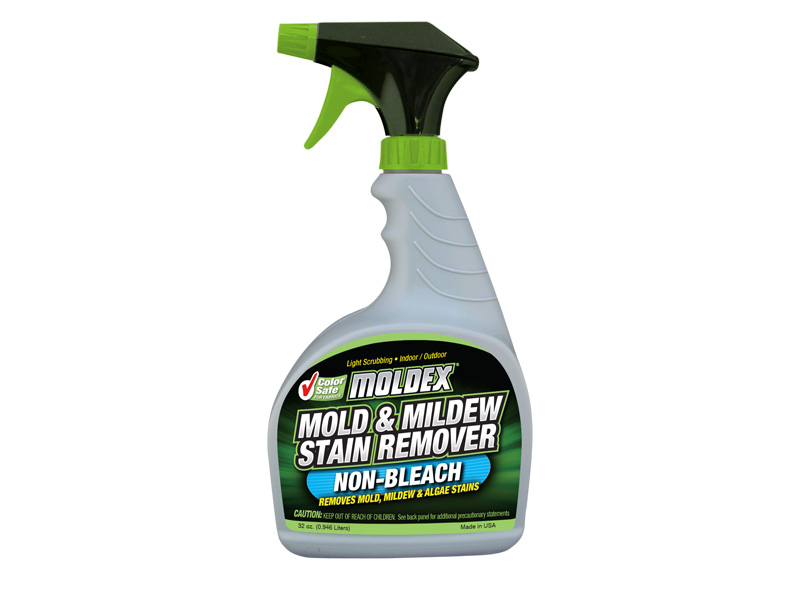 Light Scrubbing • Indoor / Outdoor
Color
Safe
FOR FABRICS
MOLDEX®
MOLD & MILDEW
STAIN REMOVER
NON-BLEACH
REMOVES MOLD, MILDEW & ALGAE STAINS
CAUTION: KEEP OUT OF REACH OF CHILDREN. See back panel for additional precautionary statements
32 oz. (0.946 Liters)
Made in USA